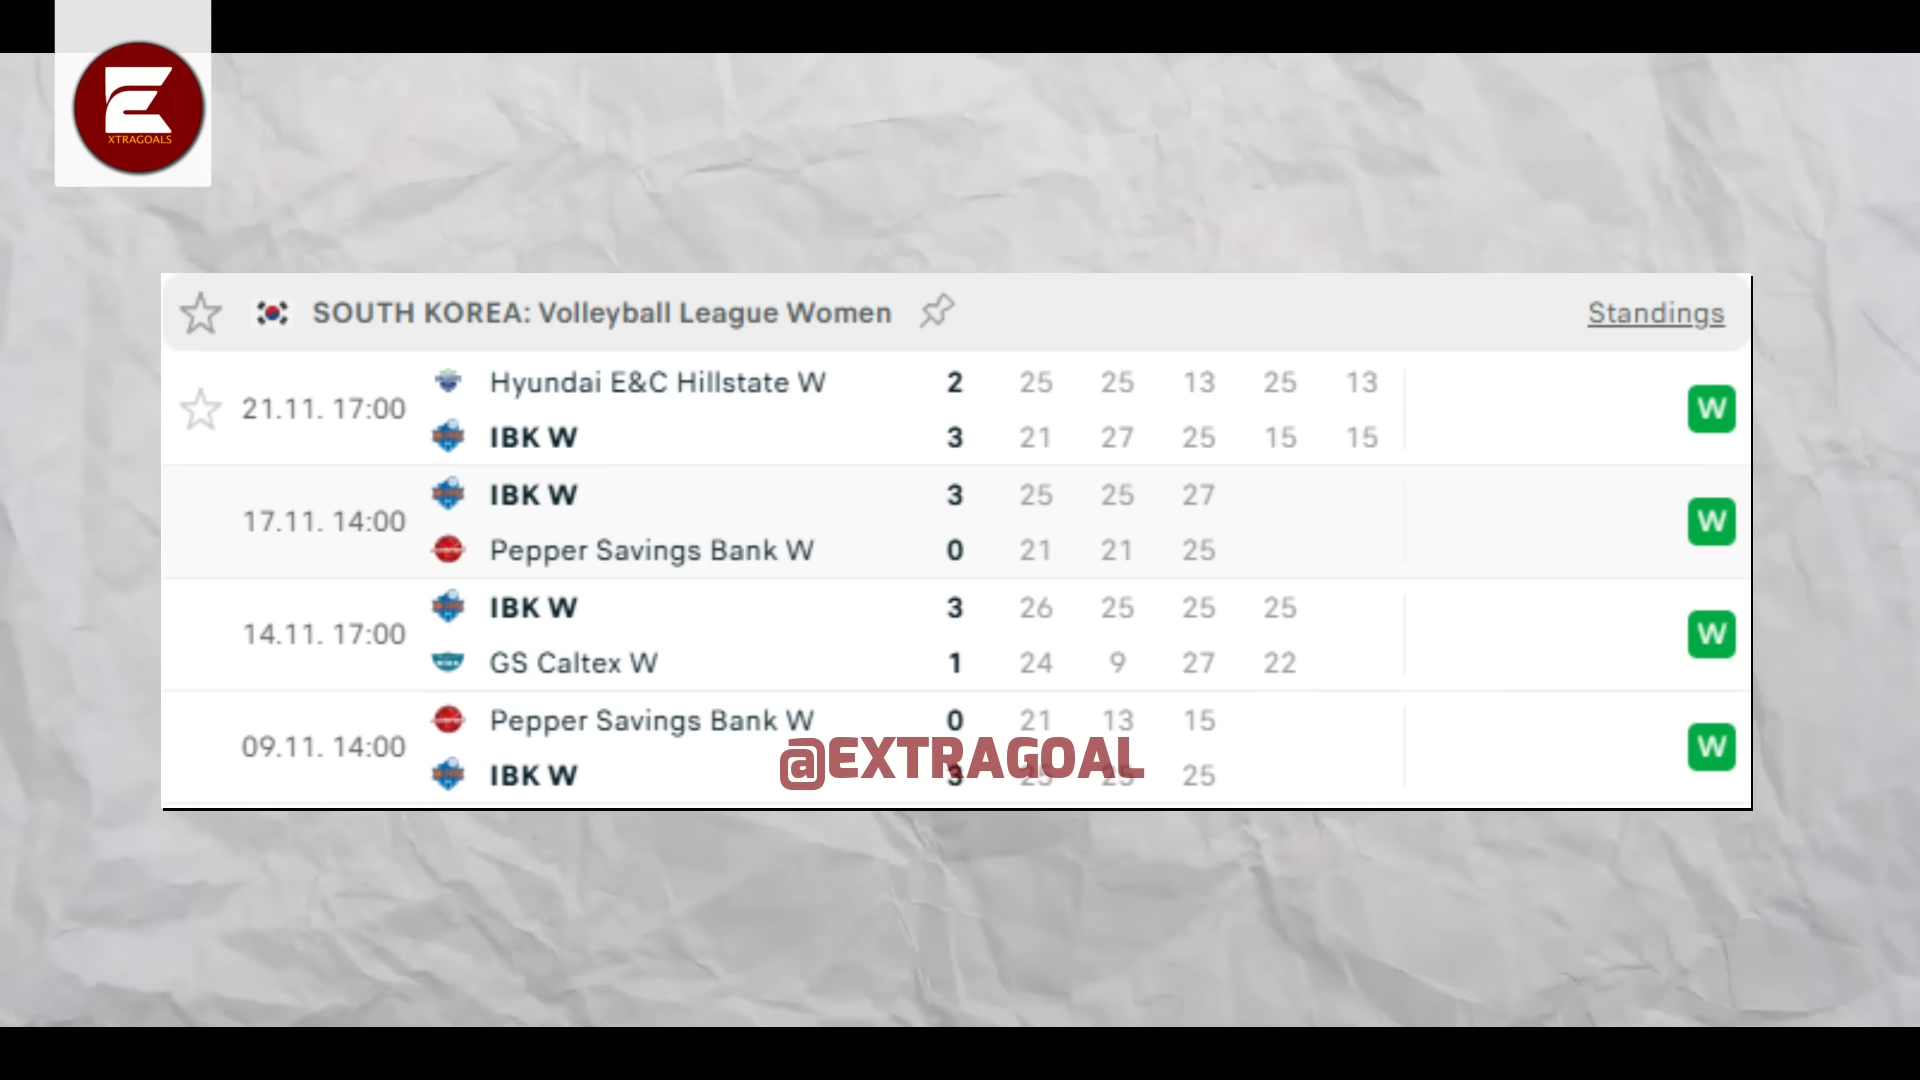 E
XTRAGOALS
SOUTH KOREA: Volleyball League Women Standings
21.11. 17:00 Hyundai E&C Hillstate W 2 25 25 13 25 13 W
IBK W 3 21 27 25 15 15
17.11. 14:00 IBK W 3 25 25 27 W
Pepper Savings Bank W 0 21 21 25
14.11. 17:00 IBK W 3 26 25 25 25 W
GS Caltex W 1 24 9 27 22
09.11. 14:00 Pepper Savings Bank W 0 21 13 15 W
@EXTRAGOAL
IBK W 3 25 25 25